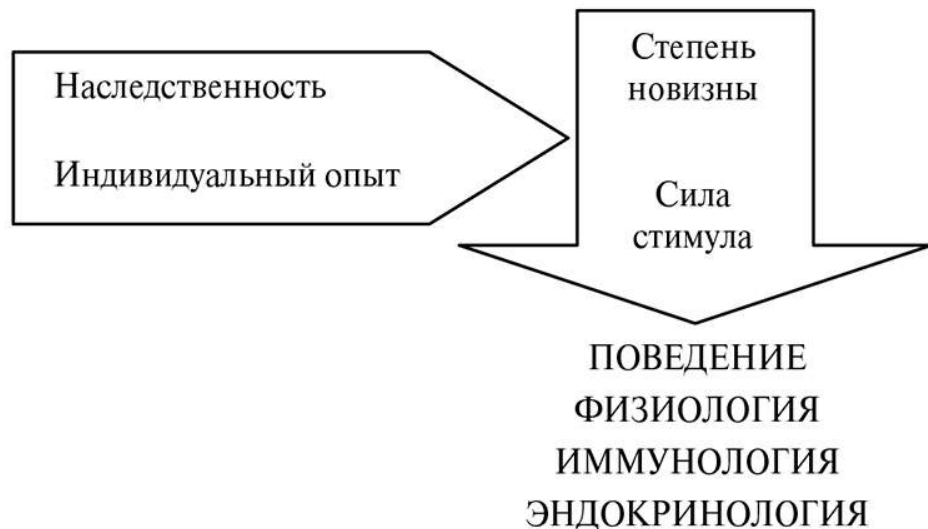 Наследственность
Индивидуальный опыт
Степень
новизны
Сила
стимула
ПОВЕДЕНИЕ
ФИЗИОЛОГИЯ
ИММУНОЛОГИЯ
ЭНДОКРИНОЛОГИЯ